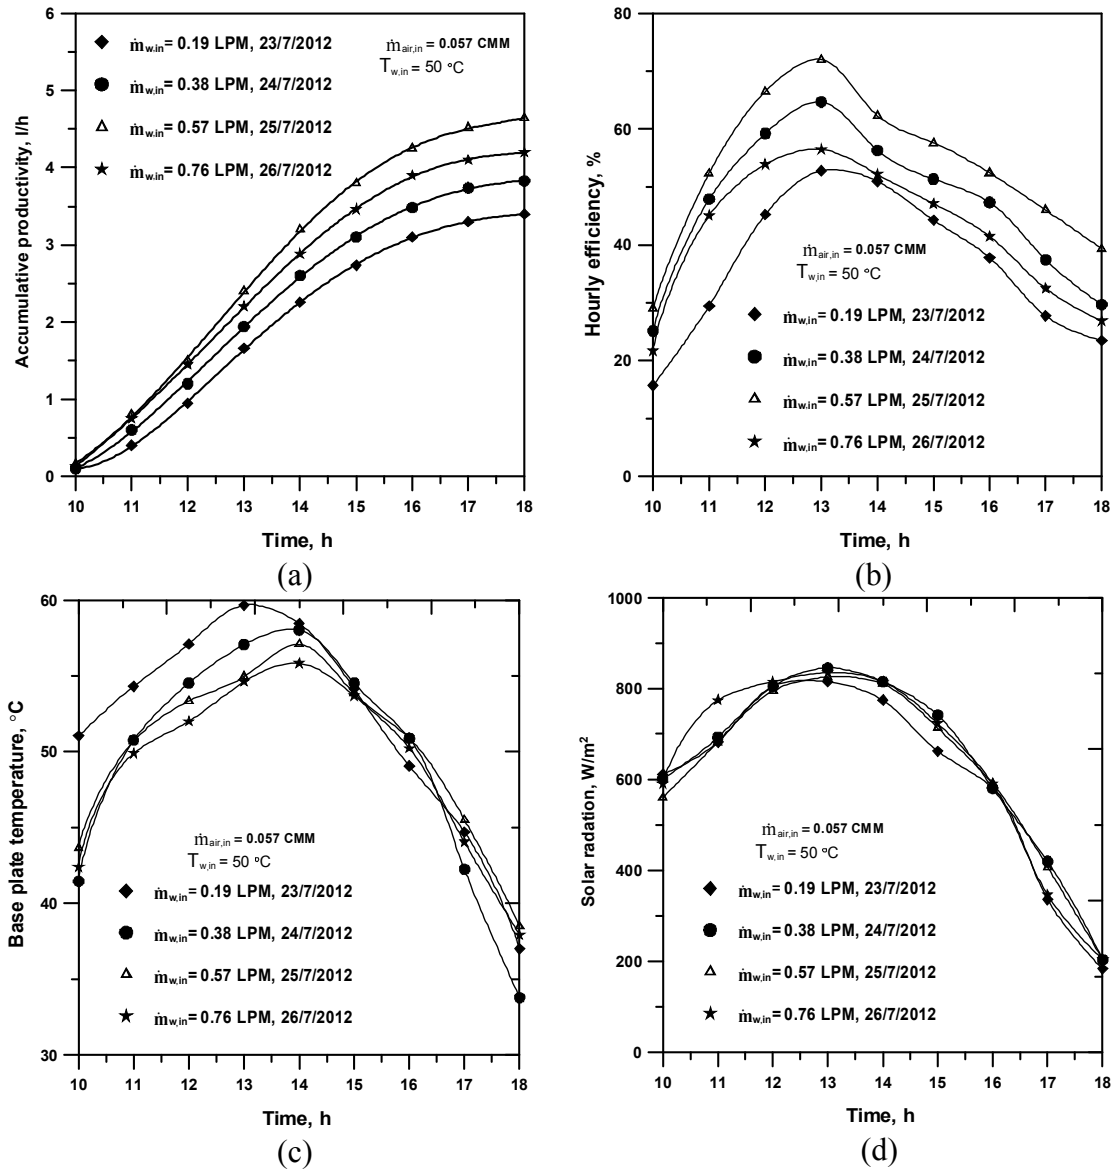 6
5
4
3
2
1
0
Accumulative productivity, l/h
ṁw,in= 0.19 LPM, 23/7/2012
ṁw,in= 0.38 LPM, 24/7/2012
ṁw,in= 0.57 LPM, 25/7/2012
ṁw,in= 0.76 LPM, 26/7/2012
ṁair,in = 0.057 CMM
Tw,in = 50 °C
10 11 12 13 14 15 16 17 18
Time, h
(a)
80
60
40
20
0
Hourly efficiency, %
ṁair,in = 0.057 CMM
Tw,in = 50 °C
ṁw,in= 0.19 LPM, 23/7/2012
ṁw,in= 0.38 LPM, 24/7/2012
ṁw,in= 0.57 LPM, 25/7/2012
ṁw,in= 0.76 LPM, 26/7/2012
10 11 12 13 14 15 16 17 18
Time, h
(b)
60
50
40
30
Base plate temperature, °C
ṁair,in = 0.057 CMM
Tw,in = 50 °C
ṁw,in= 0.19 LPM, 23/7/2012
ṁw,in= 0.38 LPM, 24/7/2012
ṁw,in= 0.57 LPM, 25/7/2012
ṁw,in= 0.76 LPM, 26/7/2012
10 11 12 13 14 15 16 17 18
Time, h
(c)
1000
800
600
400
200
0
Solar radation, W/m²
ṁair,in = 0.057 CMM
Tw,in = 50 °C
ṁw,in= 0.19 LPM, 23/7/2012
ṁw,in= 0.38 LPM, 24/7/2012
ṁw,in= 0.57 LPM, 25/7/2012
ṁw,in= 0.76 LPM, 26/7/2012
10 11 12 13 14 15 16 17 18
Time, h
(d)